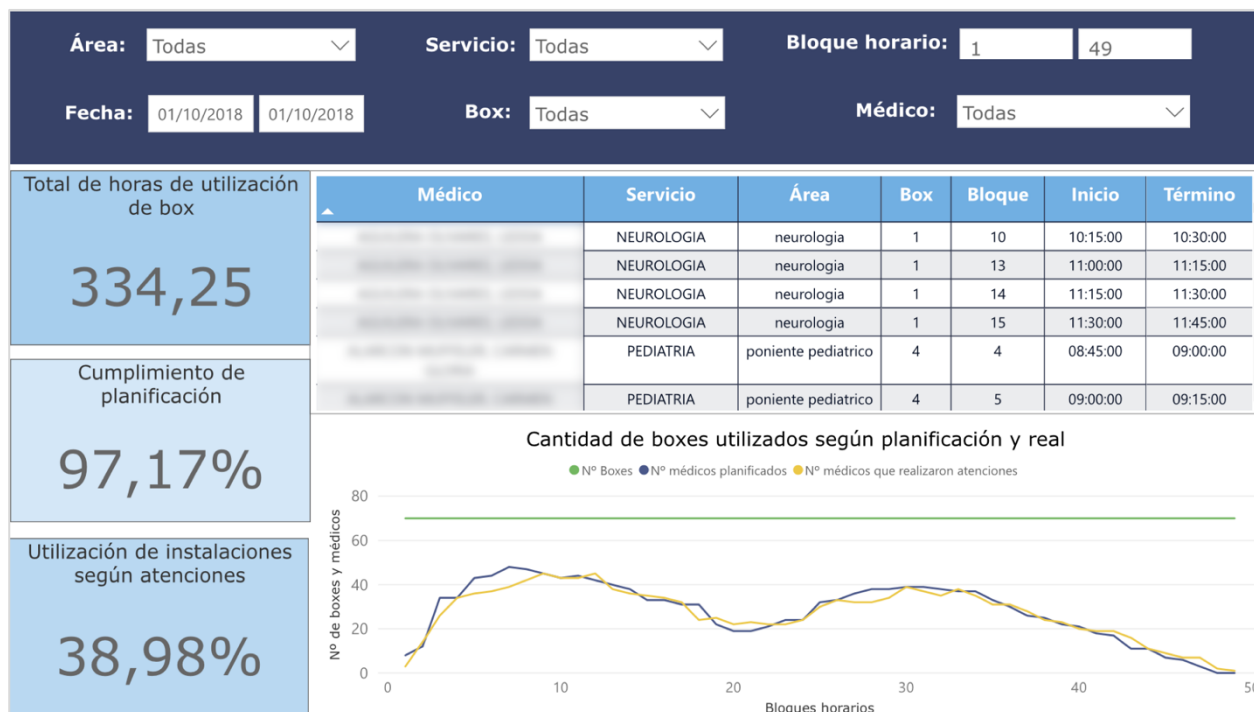 Área: Todas Servicio: Todas Bloque horario: 1 49
Fecha: 01/10/2018 01/10/2018 Box: Todas Médico: Todas
Total de horas de utilización
de box
334,25
Cumplimiento de
planificación
97,17%
Utilización de instalaciones
según atenciones
38,98%
Médico Servicio Área Box Bloque Inicio Término
NEUROLOGIA neurologia 1 10 10:15:00 10:30:00
NEUROLOGIA neurologia 1 13 11:00:00 11:15:00
NEUROLOGIA neurologia 1 14 11:15:00 11:30:00
NEUROLOGIA neurologia 1 15 11:30:00 11:45:00
PEDIATRIA poniente pediatrico 4 4 08:45:00 09:00:00
PEDIATRIA poniente pediatrico 4 5 09:00:00 09:15:00
Cantidad de boxes utilizados según planificación y real
Nº Boxes Nº médicos planificados Nº médicos que realizaron atenciones
Nº de boxes y médicos
80
60
40
20
0
0 10 20 30 40 50
Bloques horarios